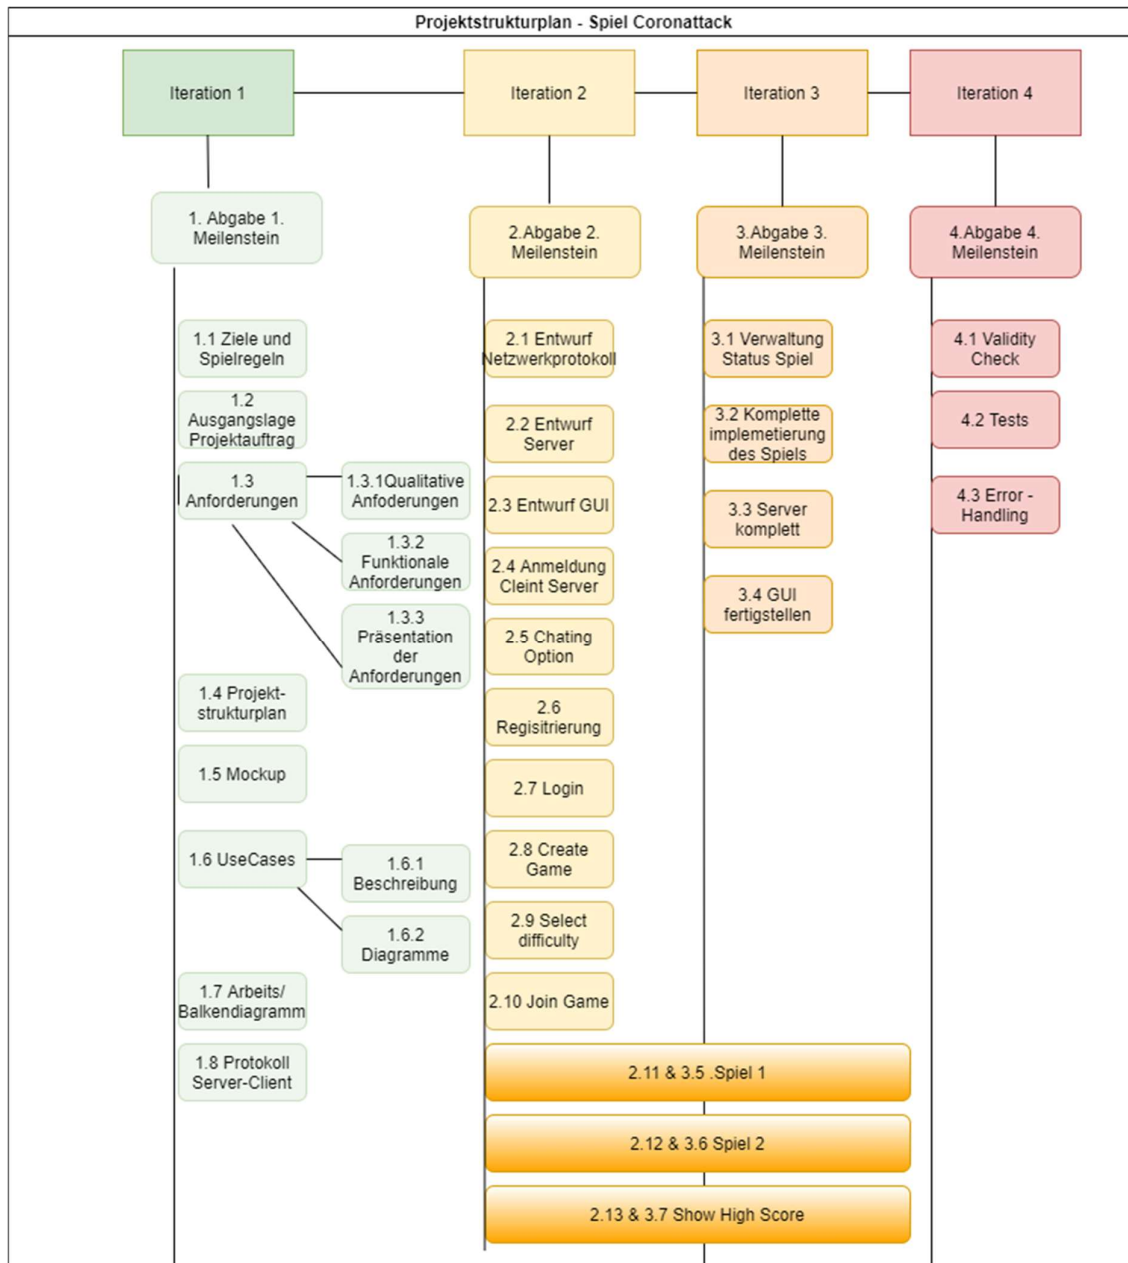 Projektstrukturplan - Spiel Coronattack
Iteration 1
Iteration 2
Iteration 3
Iteration 4
1. Abgabe 1.
Meilenstein
2.Abgabe 2.
Meilenstein
3.Abgabe 3.
Meilenstein
4.Abgabe 4.
Meilenstein
1.1 Ziele und
Spielregeln
1.2
Ausgangslage
Projektauftrag
1.3
Anforderungen
1.3.1Qualitative
Anfoderungen
1.3.2
Funktionale
Anforderungen
1.3.3
Präsentation
der
Anforderungen
1.4 Projekt-
strukturplan
1.5 Mockup
1.6 UseCases
1.6.1
Beschreibung
1.6.2
Diagramme
1.7 Arbeits/
Balkendiagramm
1.8 Protokoll
Server-Client
2.1 Entwurf
Netzwerkprotokoll
2.2 Entwurf
Server
2.3 Entwurf GUI
2.4 Anmeldung
Cleint Server
2.5 Chating
Option
2.6
Regisitrierung
2.7 Login
2.8 Create
Game
2.9 Select
difficulty
2.10 Join Game
2.11 & 3.5 .Spiel 1
2.12 & 3.6 Spiel 2
2.13 & 3.7 Show High Score
3.1 Verwaltung
Status Spiel
3.2 Komplette
implemetierung
des Spiels
3.3 Server
komplett
3.4 GUI
fertigstellen
4.1 Validity
Check
4.2 Tests
4.3 Error -
Handling